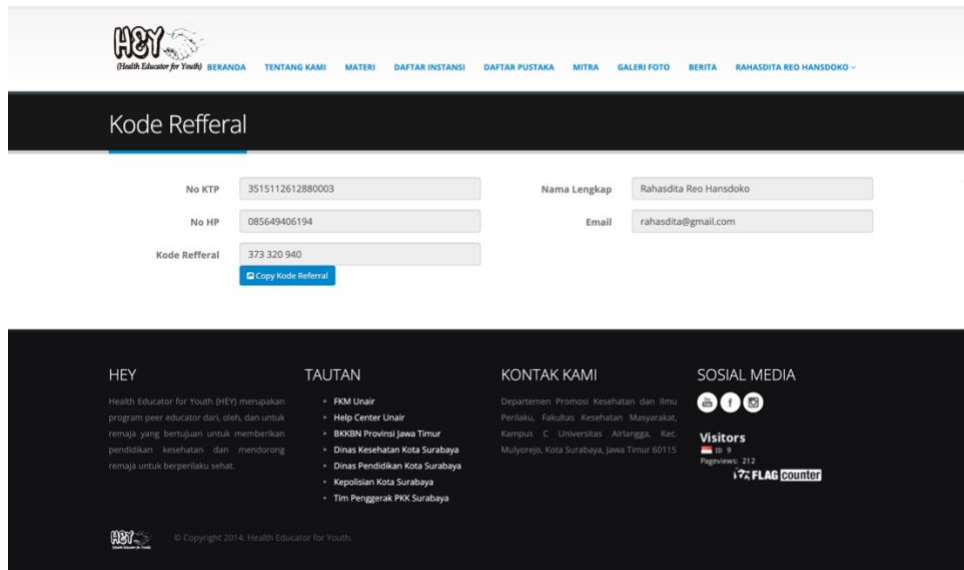 HEY
(Health Educator for Youth)
BERANDA TENTANG KAMI MATERI DAFTAR INSTANSI DAFTAR PUSTAKA MITRA GALERI FOTO BERITA RAHASDITA REO HANSDOKO
Kode Refferal
No KTP 3515112612880003 Nama Lengkap Rahasdita Reo Hansdoko
No HP 085649406194 Email rahasdita@gmail.com
Kode Refferal 373 320 940
Copy Kode Referral
HEY
Health Educator for Youth (HEY) merupakan
program peer educator dari, oleh, dan untuk
remaja yang bertujuan untuk memberikan
pendidikan kesehatan dan mendorong
remaja untuk berperilaku sehat.
TAUTAN
FKM Unair
Help Center Unair
BKKBN Provinsi Jawa Timur
Dinas Kesehatan Kota Surabaya
Dinas Pendidikan Kota Surabaya
Kepolisian Kota Surabaya
Tim Penggerak PKK Surabaya
KONTAK KAMI
Departemen Promosi Kesehatan dan Ilmu
Perilaku, Fakultas Kesehatan Masyarakat,
Kampus C Universitas Airlangga, Kec.
Mulyorejo, Kota Surabaya, Jawa Timur 60115
SOSIAL MEDIA
Visitors
ID 9
Pageviews: 212
FLAG counter
HEY
© Copyright 2014. Health Educator for Youth.